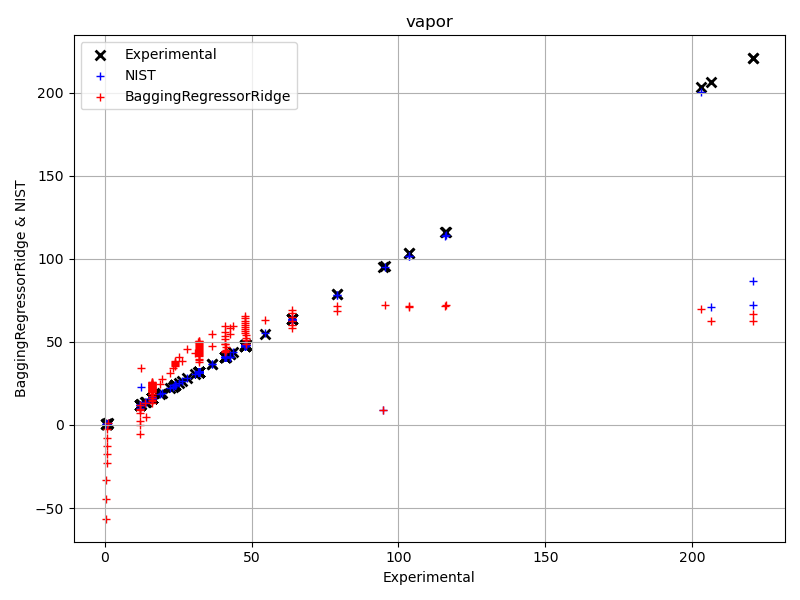 vapor
Experimental
NIST
BaggingRegressorRidge
200
150
100
50
0
−50
BaggingRegressorRidge & NIST
0
50
100
150
200
Experimental